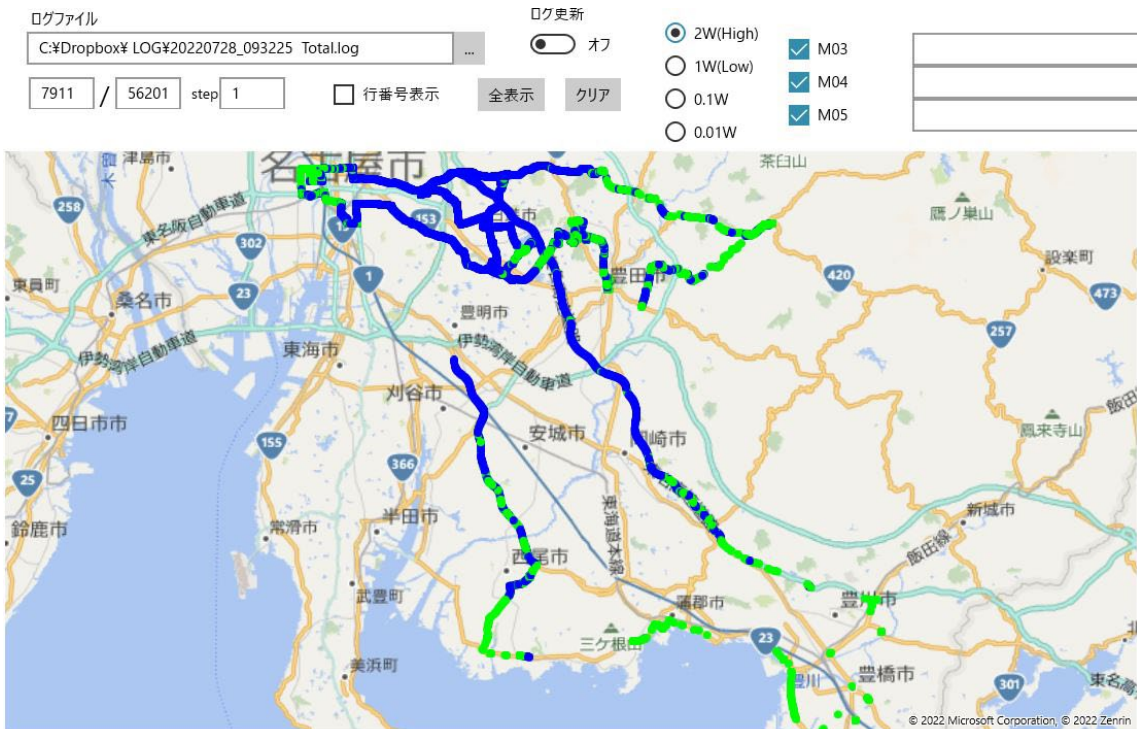 ログファイル
ログ更新
C:¥Dropbox¥ LOG¥20220728_093225 Total.log
...
オフ
2W(High)
1W(Low)
0.1W
0.01W
M03
M04
M05
7911 / 56201 step 1
行番号表示
全表示
クリア
津島市
名古屋市
茶臼山
鷹ノ巣山
258
東名阪自動車道
302
153
設楽町
東員町
桑名市
23
1
豊田市
420
473
豊明市
257
伊勢湾岸自動車道
東海市
伊勢湾岸自動車道
刈谷市
飯田
四日市市
155
安城市
岡崎市
鳳来寺山
366
25
鈴鹿市
常滑市
半田市
東海道本線
新城市
飯田線
西尾市
武豊町
蒲郡市
豊川市
三ケ根山
23
美浜町
豊川
豊橋市
301
東名高
© 2022 Microsoft Corporation, © 2022 Zenrin